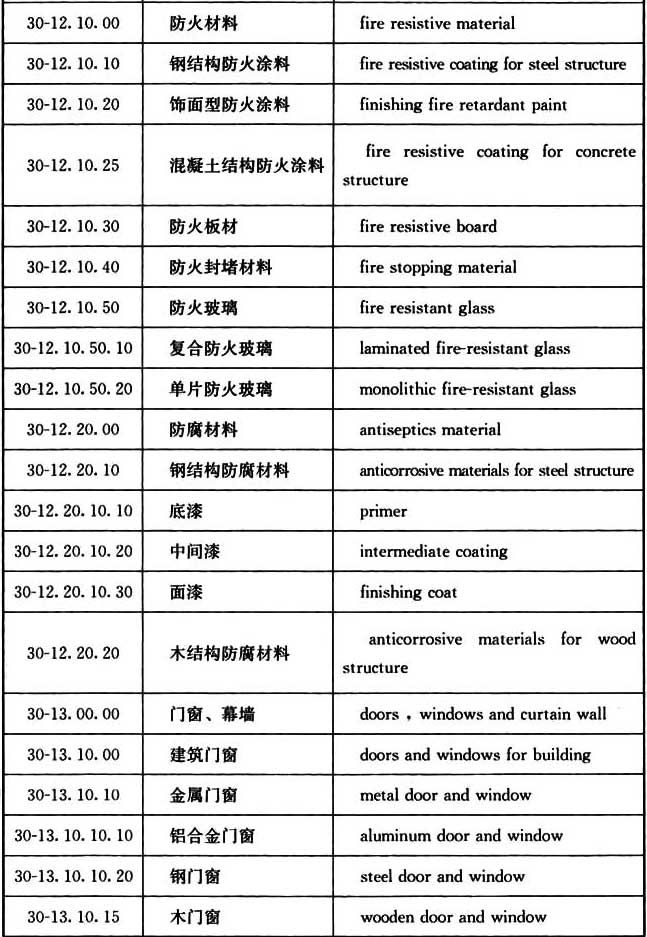 30-12.10.00 防火材料 fire resistive material
30-12.10.10 钢结构防火涂料 fire resistive coating for steel structure
30-12.10.20 饰面型防火涂料 finishing fire retardant paint
30-12.10.25 混凝土结构防火涂料 fire resistive coating for concrete
structure
30-12.10.30 防火板材 fire resistive board
30-12.10.40 防火封堵材料 fire stopping material
30-12.10.50 防火玻璃 fire resistant glass
30-12.10.50.10 复合防火玻璃 laminated fire-resistant glass
30-12.10.50.20 单片防火玻璃 monolithic fire-resistant glass
30-12.20.00 防腐材料 antiseptics material
30-12.20.10 钢结构防腐材料 anticorrosive materials for steel structure
30-12.20.10.10 底漆 primer
30-12.20.10.20 中间漆 intermediate coating
30-12.20.10.30 面漆 finishing coat
30-12.20.20 木结构防腐材料 anticorrosive materials for wood
structure
30-13.00.00 门窗、幕墙 doors , windows and curtain wall
30-13.10.00 建筑门窗 doors and windows for building
30-13.10.10 金属门窗 metal door and window
30-13.10.10.10 铝合金门窗 aluminum door and window
30-13.10.10.20 钢门窗 steel door and window
30-13.10.15 木门窗 wooden door and window